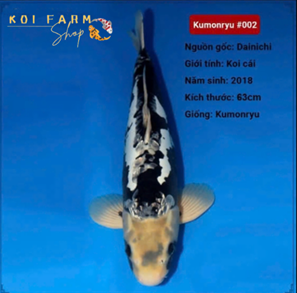 KOI FARM
Shop
Kumonryu #002
Nguồn gốc: Dainichi
Giới tính: Koi cái
Năm sinh: 2018
Kích thước: 63cm
Giống: Kumonryu